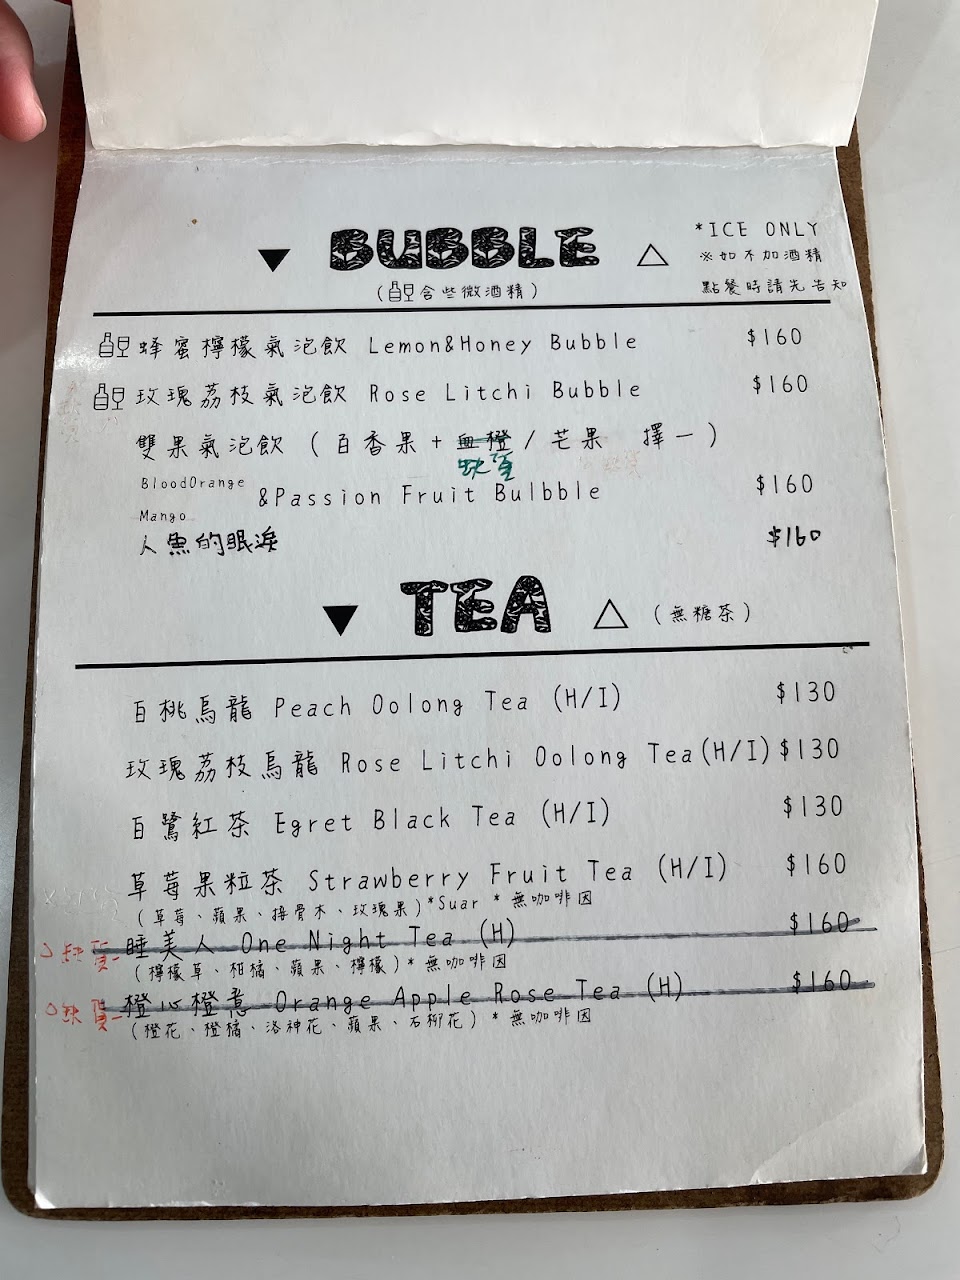 BUBBLE
*ICE ONLY
※如不加酒精
點餐時請先告知
(含些微酒精)
蜂蜜檸檬氣泡飲 Lemon&Honey Bubble $160
玫瑰荔枝氣泡飲 Rose Litchi Bubble $160
雙果氣泡飲 (百香果+血橙/芒果 擇一)
缺貨
BloodOrange
Mango
&Passion Fruit Bulbble $160
人魚的眼淚 $160
TEA (無糖茶)
白桃烏龍 Peach Oolong Tea (H/I) $130
玫瑰荔枝烏龍 Rose Litchi Oolong Tea(H/I) $130
白鷺紅茶 Egret Black Tea (H/I) $130
草莓果粒茶 Strawberry Fruit Tea (H/I) $160
(草莓、蘋果、接骨木、玫瑰果)*Suar *無咖啡因
缺貨 睡美人 One Night Tea (H) $160
(檸檬草、柑橘、蘋果、檸檬)*無咖啡因
缺貨 橙心橙意 Orange Apple Rose Tea (H) $160
(橙花、橙橘、洛神花、蘋果、石榴花) *無咖啡因